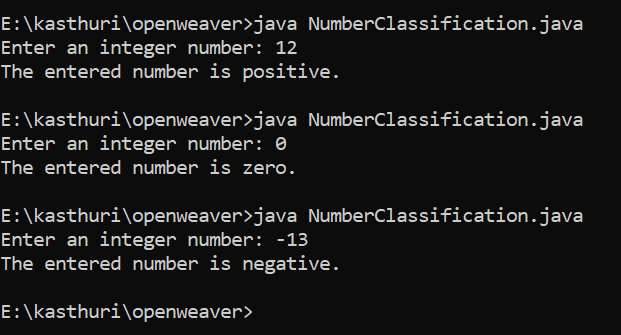 E:\kasthuri\openweaver>java NumberClassification.java
Enter an integer number: 12
The entered number is positive.
E:\kasthuri\openweaver>java NumberClassification.java
Enter an integer number: 0
The entered number is zero.
E:\kasthuri\openweaver>java NumberClassification.java
Enter an integer number: -13
The entered number is negative.
E:\kasthuri\openweaver>